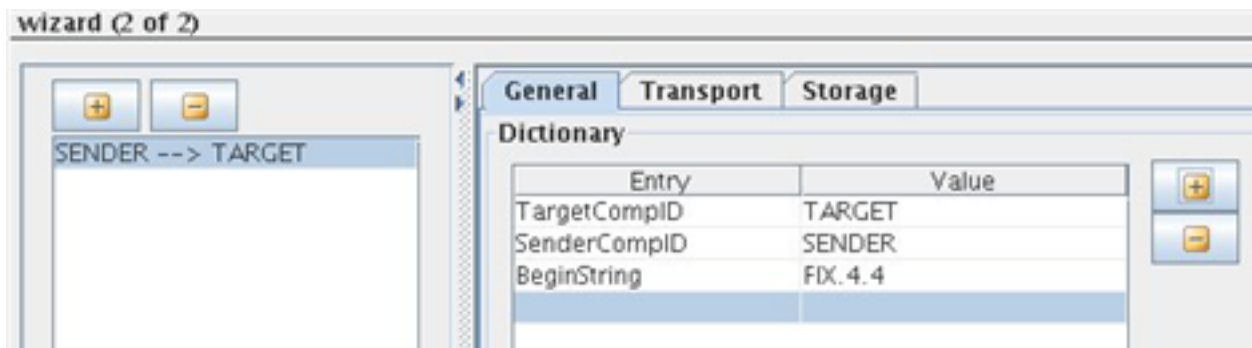 wizard (2 of 2)
SENDER --> TARGET
General Transport Storage
Dictionary
Entry Value
TargetCompID TARGET
SenderCompID SENDER
BeginString FIX.4.4